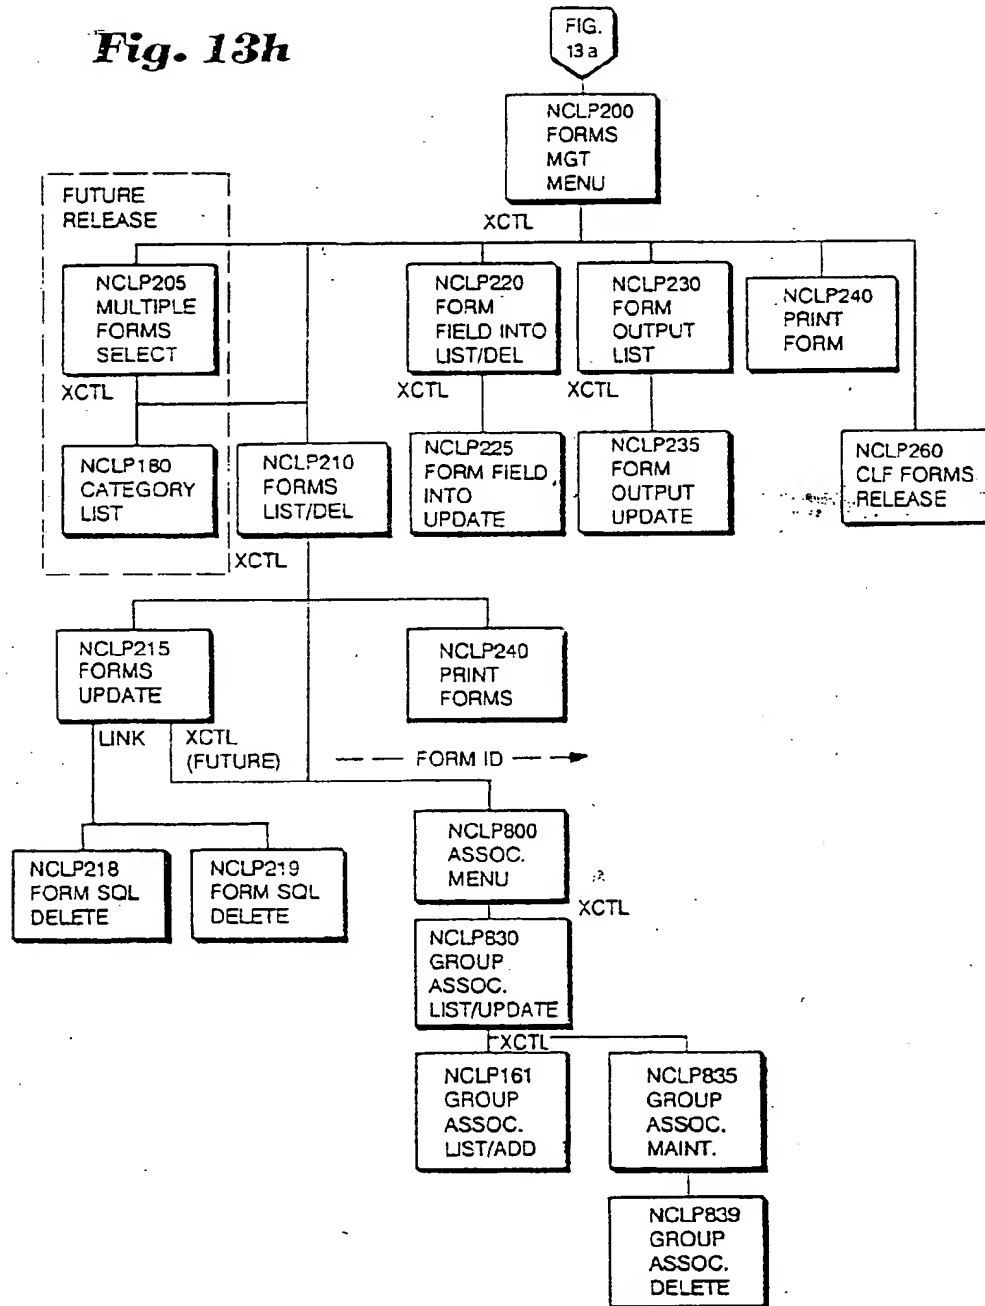 Fig. 13h
FIG.
13a
NCLP200
FORMS
MGT
MENU
XCTL
FUTURE
RELEASE
NCLP205
MULTIPLE
FORMS
SELECT
NCLP220
FORM
FIELD INTO
LIST/DEL
NCLP230
FORM
OUTPUT
LIST
NCLP240
PRINT
FORM
XCTL
XCTL
XCTL
NCLP180
CATEGORY
LIST
NCLP210
FORMS
LIST/DEL
NCLP225
FORM FIELD
INTO
UPDATE
NCLP235
FORM
OUTPUT
UPDATE
NCLP260
CLF FORMS
RELEASE
XCTL
NCLP215
FORMS
UPDATE
NCLP240
PRINT
FORMS
LINK
XCTL
(FUTURE)
FORM ID
NCLP218
FORM SQL
DELETE
NCLP219
FORM SQL
DELETE
NCLP800
ASSOC.
MENU
XCTL
NCLP830
GROUP
ASSOC.
LIST/UPDATE
XCTL
NCLP161
GROUP
ASSOC.
LIST/ADD
NCLP835
GROUP
ASSOC.
MAINT.
NCLP839
GROUP
ASSOC.
DELETE